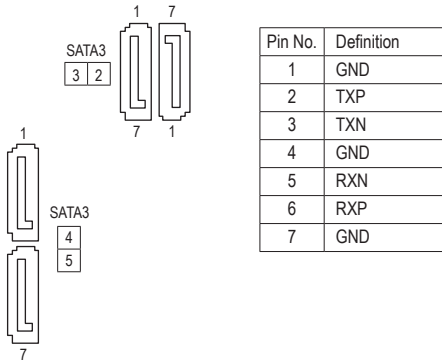 1 7
SATA3
3 2
7 1
1
SATA3
4
5
7
Pin No. Definition
1 GND
2 TXP
3 TXN
4 GND
5 RXN
6 RXP
7 GND